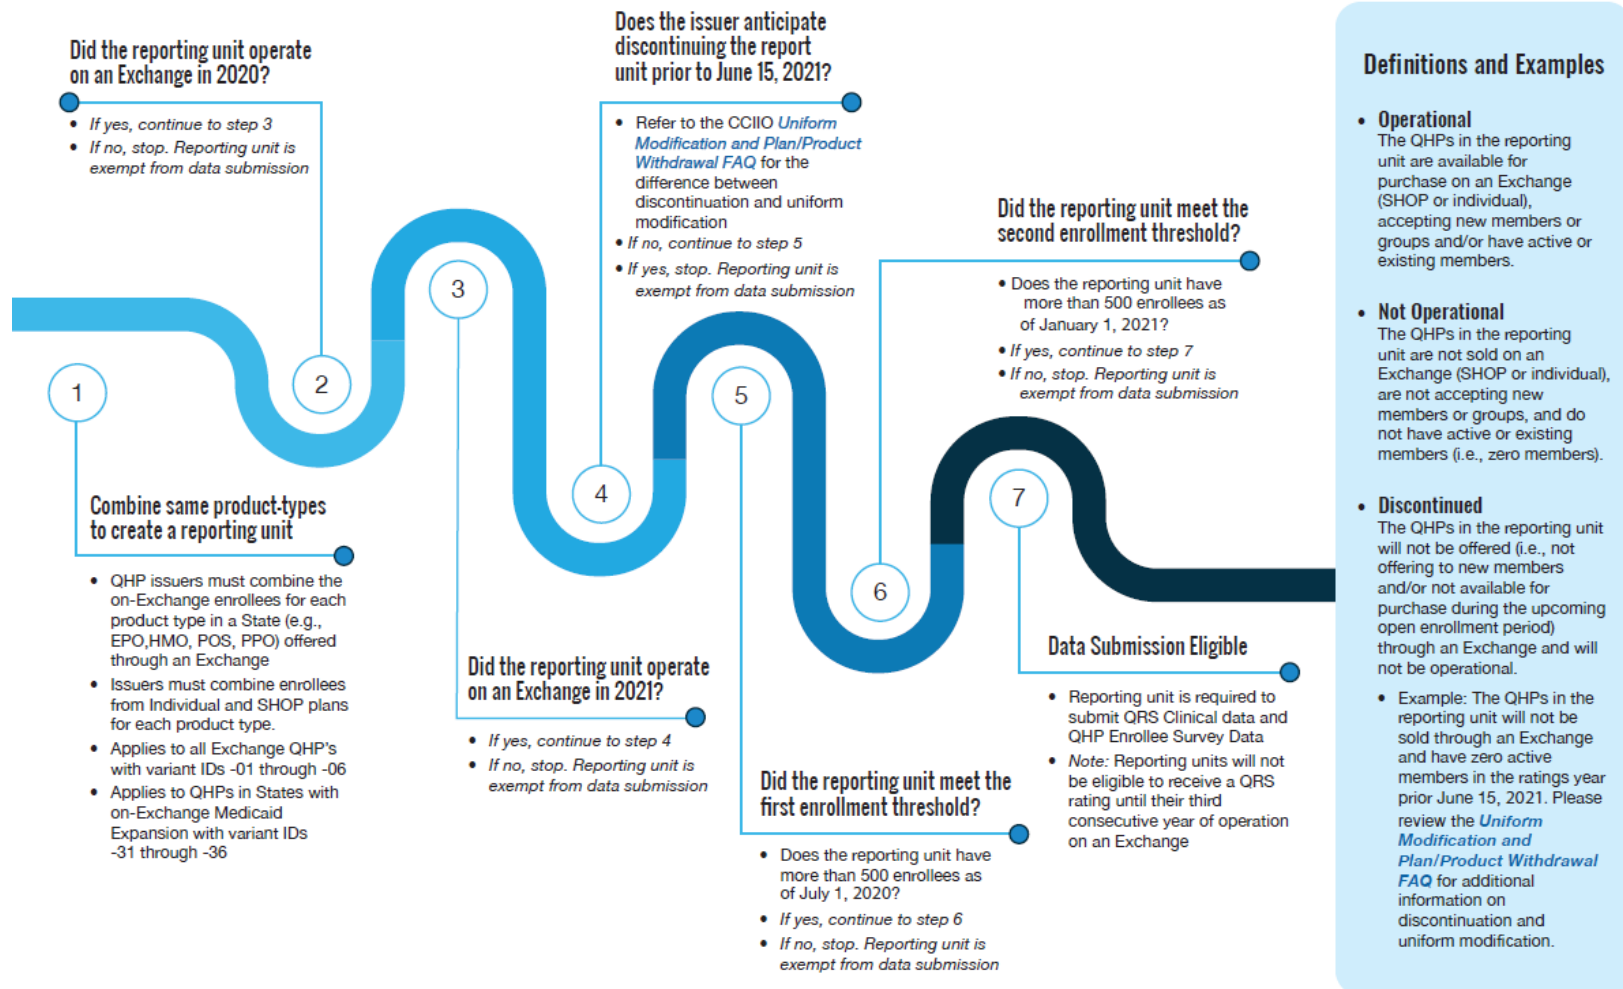 Did the reporting unit operate
on an Exchange in 2020?
• If yes, continue to step 3
• If no, stop. Reporting unit is
exempt from data submission
Does the issuer anticipate
discontinuing the report
unit prior to June 15, 2021?
• Refer to the CCIIO Uniform
Modification and Plan/Product
Withdrawal FAQ for the
difference between
discontinuation and uniform
modification
• If no, continue to step 5
• If yes, stop. Reporting unit is
exempt from data submission
Did the reporting unit meet the
second enrollment threshold?
• Does the reporting unit have
more than 500 enrollees as
of January 1, 2021?
• If yes, continue to step 7
• If no, stop. Reporting unit is
exempt from data submission
1
2
3
4
5
6
7
Combine same product-types
to create a reporting unit
• QHP issuers must combine the
on-Exchange enrollees for each
product type in a State (e.g.,
EPO,HMO, POS, PPO) offered
through an Exchange
• Issuers must combine enrollees
from Individual and SHOP plans
for each product type.
• Applies to all Exchange QHP's
with variant IDs -01 through -06
• Applies to QHPs in States with
on-Exchange Medicaid
Expansion with variant IDs
-31 through -36
Did the reporting unit operate
on an Exchange in 2021?
• If yes, continue to step 4
• If no, stop. Reporting unit is
exempt from data submission
Did the reporting unit meet the
first enrollment threshold?
• Does the reporting unit have
more than 500 enrollees as
of July 1, 2020?
• If yes, continue to step 6
• If no, stop. Reporting unit is
exempt from data submission
Data Submission Eligible
• Reporting unit is required to
submit QRS Clinical data and
QHP Enrollee Survey Data
• Note: Reporting units will not
be eligible to receive a QRS
rating until their third
consecutive year of operation
on an Exchange
Definitions and Examples
• Operational
The QHPs in the reporting
unit are available for
purchase on an Exchange
(SHOP or individual),
accepting new members or
groups and/or have active or
existing members.
• Not Operational
The QHPs in the reporting
unit are not sold on an
Exchange (SHOP or individual),
are not accepting new
members or groups, and do
not have active or existing
members (i.e., zero members).
• Discontinued
The QHPs in the reporting unit
will not be offered (i.e., not
offering to new members
and/or not available for
purchase during the upcoming
open enrollment period)
through an Exchange and will
not be operational.
• Example: The QHPs in the
reporting unit will not be
sold through an Exchange
and have zero active
members in the ratings year
prior June 15, 2021. Please
review the Uniform
Modification and
Plan/Product Withdrawal
FAQ for additional
information on
discontinuation and
uniform modification.